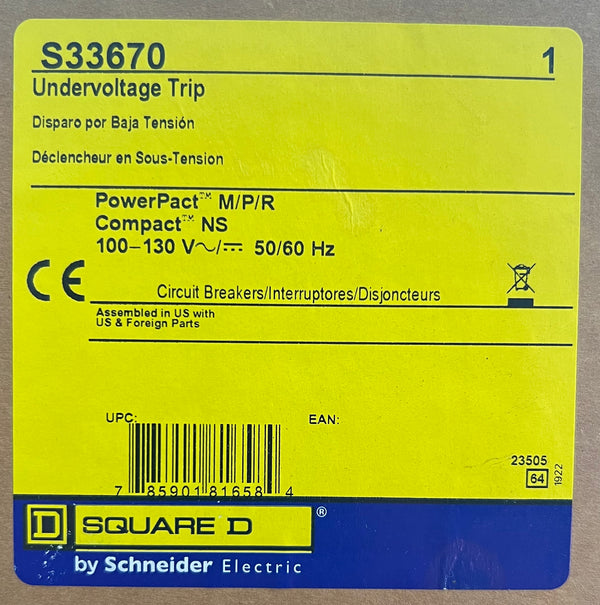 S33670 1
Undervoltage Trip
Disparo por Baja Tensión
Déclencheur en Sous-Tension
PowerPact™ M/P/R
Compact™ NS
100–130 V~/⎓ 50/60 Hz
CE
Circuit Breakers/Interruptores/Disjoncteurs
Assembled in US with
US & Foreign Parts
UPC: EAN:
23505
64
1922
7 85901 81658 4
D SQUARE D ®
by Schneider Electric